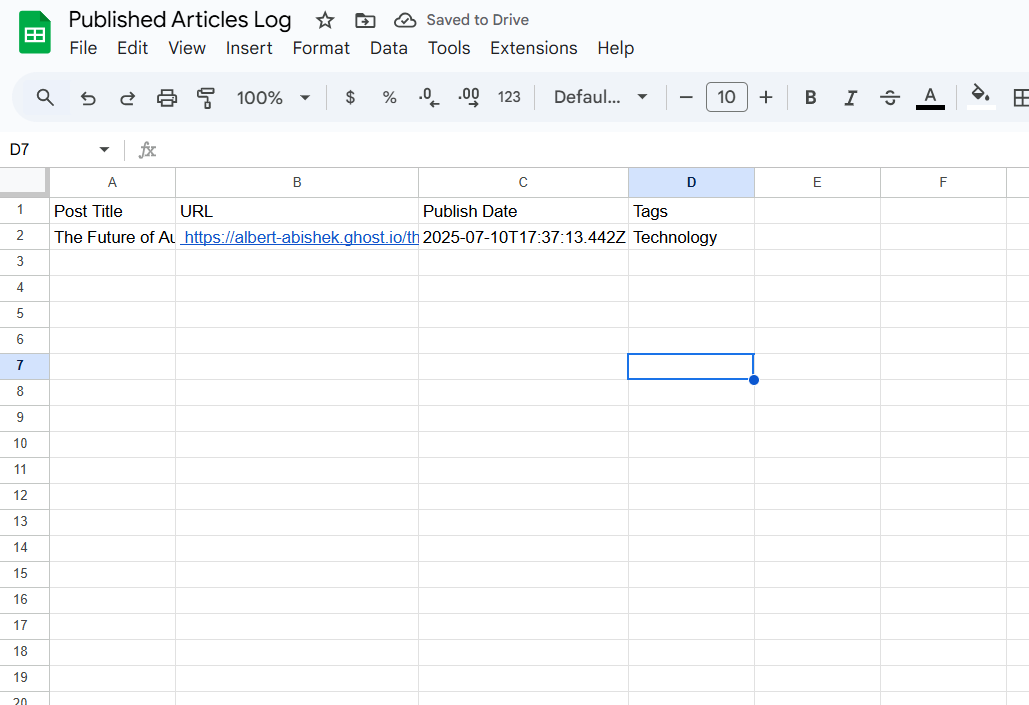 Published Articles Log Saved to Drive
File Edit View Insert Format Data Tools Extensions Help
100% $ % .0 .00 123 Defaul... − 10 + B I S A
D7 fx
A B C D E F
1 Post Title URL Publish Date Tags
2 The Future of Au https://albert-abishek.ghost.io/th 2025-07-10T17:37:13.442Z Technology
3
4
5
6
7
8
9
10
11
12
13
14
15
16
17
18
19
20